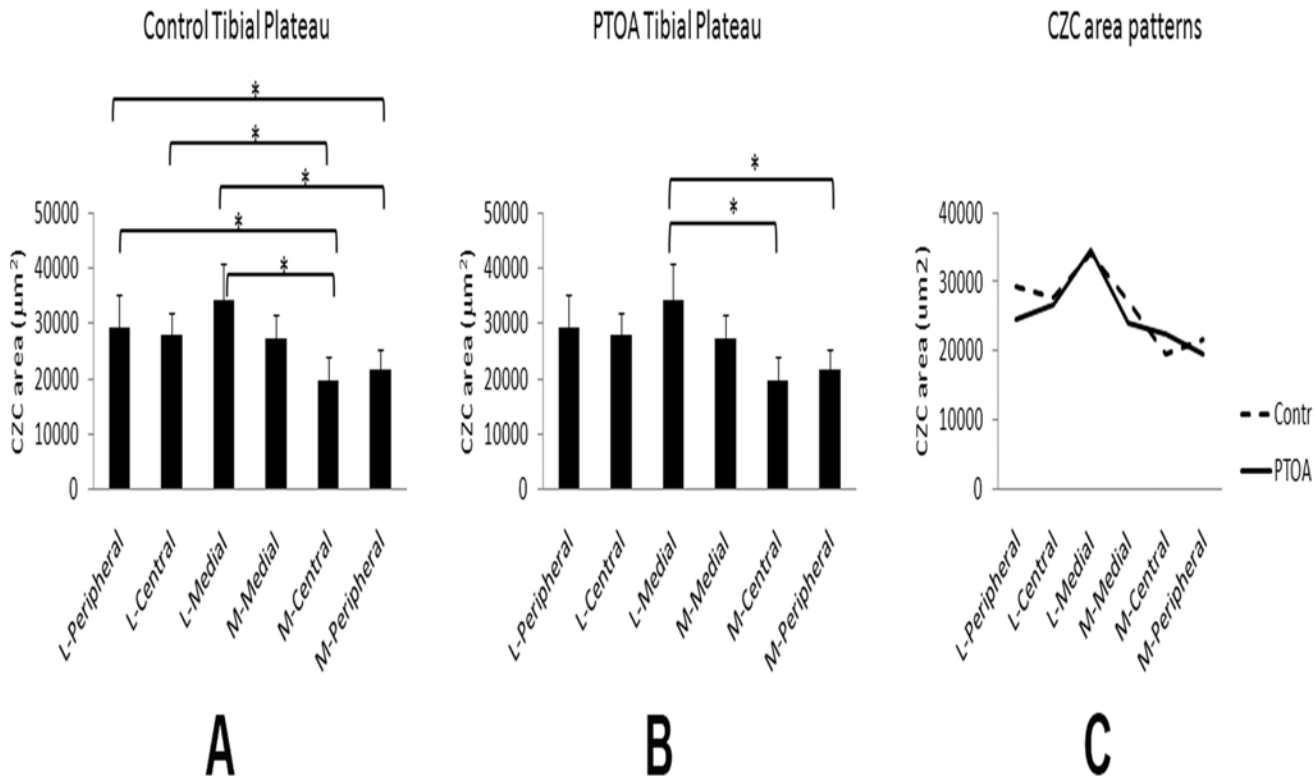 Control Tibial Plateau
*
*
*
*
*
50000
40000
30000
20000
10000
0
CZC area (µm²)
L-Peripheral
L-Central
L-Medial
M-Medial
M-Central
M-Peripheral
A
PTOA Tibial Plateau
*
*
50000
40000
30000
20000
10000
0
CZC area (µm²)
L-Peripheral
L-Central
L-Medial
M-Medial
M-Central
M-Peripheral
B
CZC area patterns
40000
30000
20000
10000
0
CZC area (um2)
Contr
PTOA
L-Peripheral
L-Central
L-Medial
M-Medial
M-Central
M-Peripheral
C